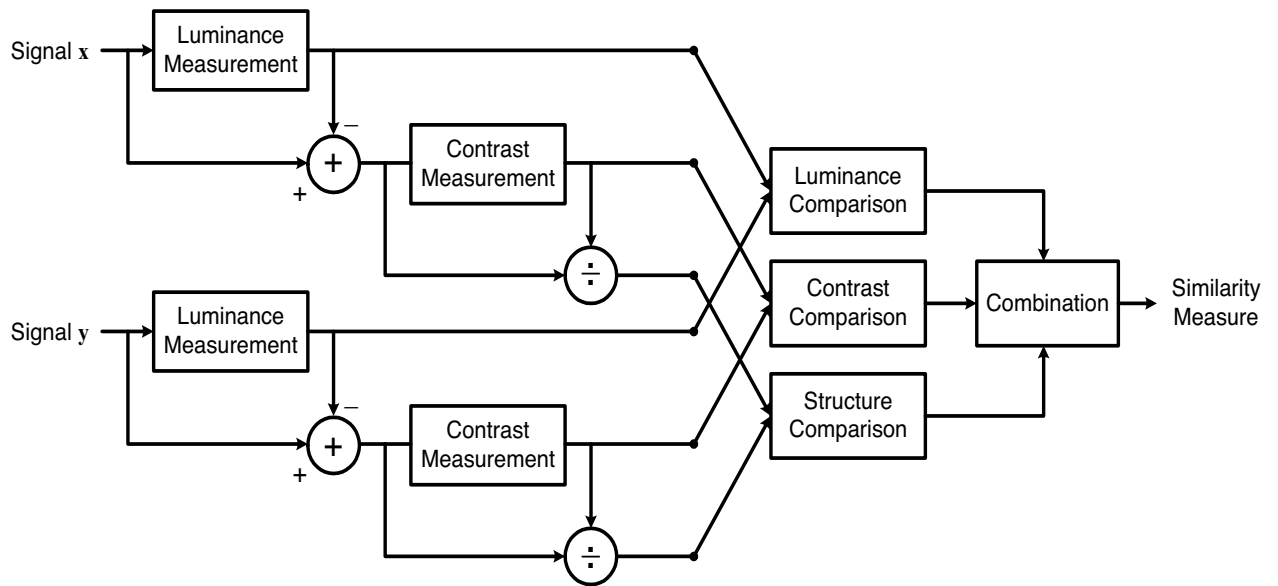 Signal x
Luminance
Measurement
−
+
+
Contrast
Measurement
÷
Signal y
Luminance
Measurement
−
+
+
Contrast
Measurement
÷
Luminance
Comparison
Contrast
Comparison
Structure
Comparison
Combination
Similarity
Measure